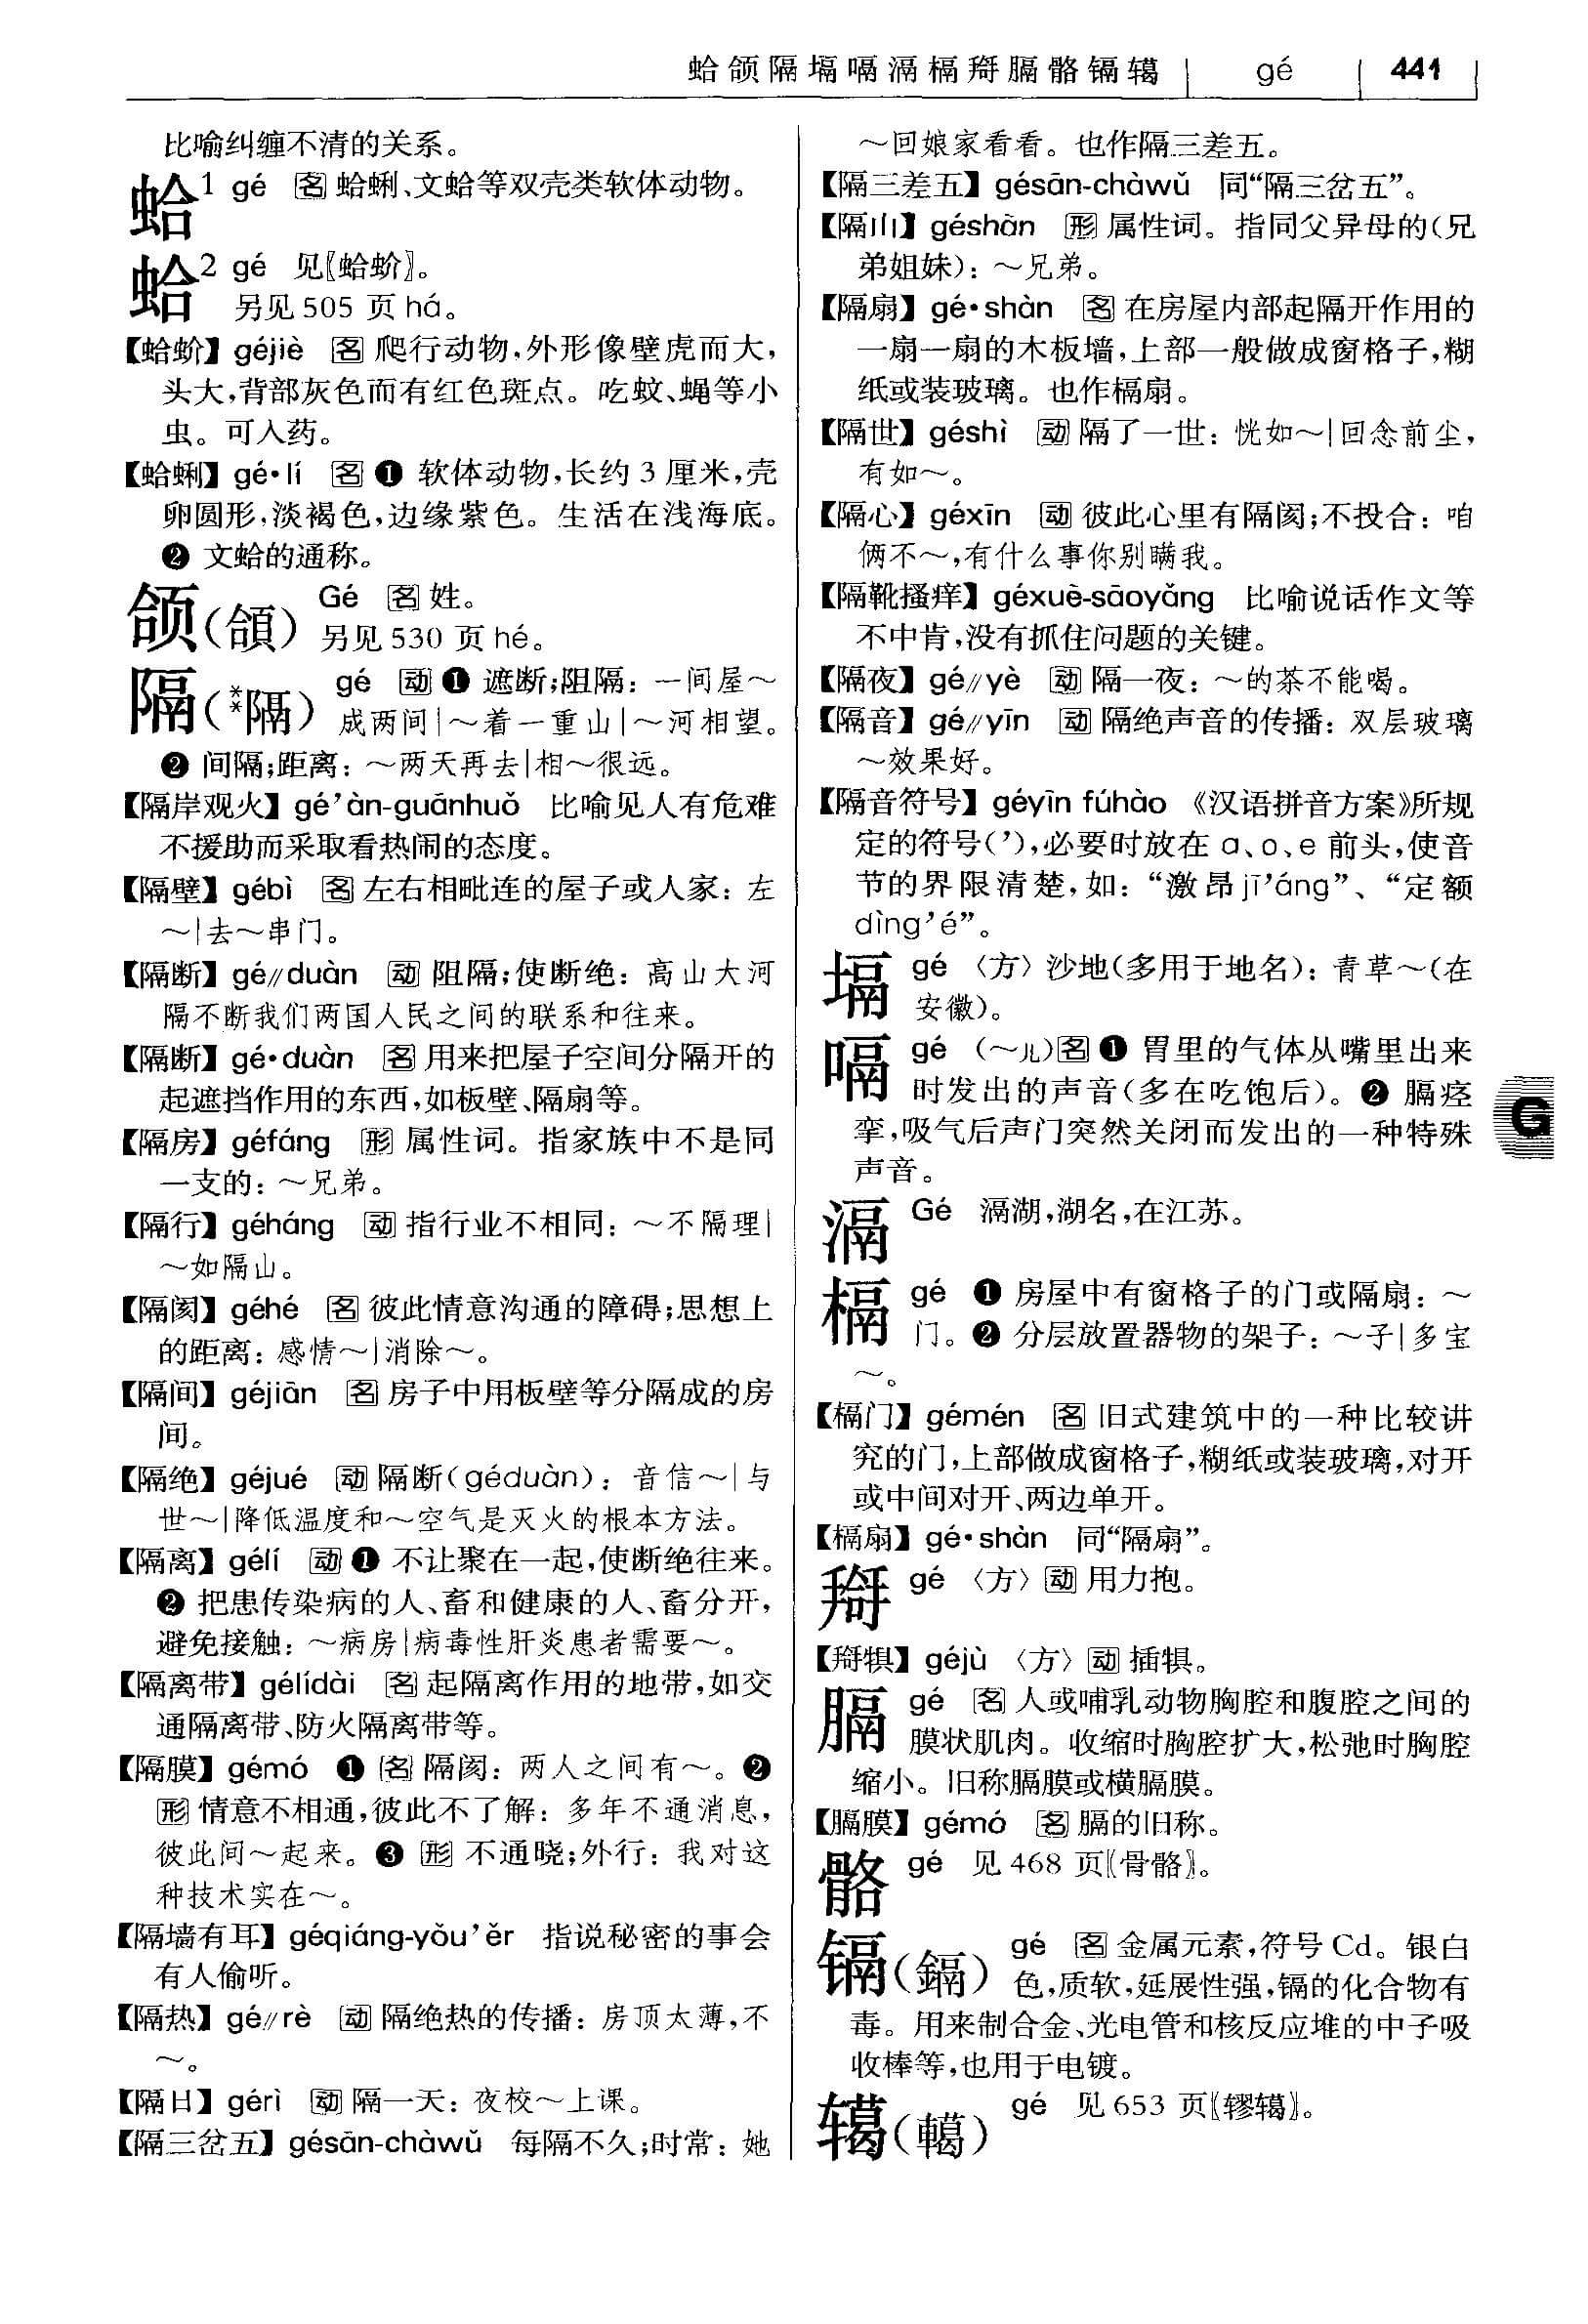 蛤颌隔塥嗝滆槅搿膈骼镉轕 gé 441
比喻纠缠不清的关系。
蛤1 gé 名 蛤蜊、文蛤等双壳类软体动物。
蛤2 gé 见〖蛤蚧〗。
另见 505 页 há。
【蛤蚧】 géjiè 名 爬行动物,外形像壁虎而大,
头大,背部灰色而有红色斑点。吃蚊、蝇等小
虫。可入药。
【蛤蜊】 gé·lí 名 ❶ 软体动物,长约 3 厘米,壳
卵圆形,淡褐色,边缘紫色。生活在浅海底。
❷ 文蛤的通称。
颌(頜) Gé 名 姓。
另见 530 页 hé。
隔(**隔) gé 动 ❶ 遮断;阻隔: 一间屋～
成两间|～着一重山|～河相望。
❷ 间隔;距离: ～两天再去|相～很远。
【隔岸观火】 gé’àn-guānhuǒ 比喻见人有危难
不援助而采取看热闹的态度。
【隔壁】 gébì 名 左右相毗连的屋子或人家: 左
～|去～串门。
【隔断】 gé//duàn 动 阻隔;使断绝: 高山大河
隔不断我们两国人民之间的联系和往来。
【隔断】 gé·duàn 名 用来把屋子空间分隔开的
起遮挡作用的东西,如板壁、隔扇等。
【隔房】 géfáng 形 属性词。指家族中不是同
一支的: ～兄弟。
【隔行】 géháng 动 指行业不相同: ～不隔理|
～如隔山。
【隔阂】 géhé 名 彼此情意沟通的障碍;思想上
的距离: 感情～|消除～。
【隔间】 géjiān 名 房子中用板壁等分隔成的房
间。
【隔绝】 géjué 动 隔断(géduàn): 音信～|与
世～|降低温度和～空气是灭火的根本方法。
【隔离】 gélí 动 ❶ 不让聚在一起,使断绝往来。
❷ 把患传染病的人、畜和健康的人、畜分开,
避免接触: ～病房|病毒性肝炎患者需要～。
【隔离带】 gélídài 名 起隔离作用的地带,如交
通隔离带、防火隔离带等。
【隔膜】 gémó ❶ 名 隔阂: 两人之间有～。❷
形 情意不相通,彼此不了解: 多年不通消息,
彼此间～起来。❸ 形 不通晓;外行: 我对这
种技术实在～。
【隔墙有耳】 géqiáng-yǒu’ěr 指说秘密的事会
有人偷听。
【隔热】 gé//rè 动 隔绝热的传播: 房顶太薄,不
～。
【隔日】 gérì 动 隔一天: 夜校～上课。
【隔三岔五】 gésān-chàwǔ 每隔不久;时常: 她
～回娘家看看。也作隔三差五。
【隔三差五】 gésān-chàwǔ 同“隔三岔五”。
【隔山】 géshān 形 属性词。指同父异母的(兄
弟姐妹): ～兄弟。
【隔扇】 gé·shàn 名 在房屋内部起隔开作用的
一扇一扇的木板墙,上部一般做成窗格子,糊
纸或装玻璃。也作槅扇。
【隔世】 géshì 动 隔了一世: 恍如～|回念前尘,
有如～。
【隔心】 géxīn 动 彼此心里有隔阂;不投合: 咱
俩不～,有什么事你别瞒我。
【隔靴搔痒】 géxuē-sāoyǎng 比喻说话作文等
不中肯,没有抓住问题的关键。
【隔夜】 gé//yè 动 隔一夜: ～的茶不能喝。
【隔音】 gé//yīn 动 隔绝声音的传播: 双层玻璃
～效果好。
【隔音符号】 géyīn fúhào 《汉语拼音方案》所规
定的符号(’),必要时放在 a、o、e 前头,使音
节的界限清楚,如: “激昂 jī’áng”、“定额
dìng’é”。
塥 gé 〈方〉 沙地(多用于地名): 青草～(在
安徽)。
嗝 gé (～儿)名 ❶ 胃里的气体从嘴里出来
时发出的声音(多在吃饱后)。❷ 膈痉
挛,吸气后声门突然关闭而发出的一种特殊
声音。
滆 Gé 滆湖,湖名,在江苏。
槅 gé ❶ 房屋中有窗格子的门或隔扇: ～
门。❷ 分层放置器物的架子: ～子|多宝
～。
【槅门】 gémén 名 旧式建筑中的一种比较讲
究的门,上部做成窗格子,糊纸或装玻璃,对开
或中间对开、两边单开。
【槅扇】 gé·shàn 同“隔扇”。
搿 gé 〈方〉 动 用力抱。
【搿犋】 géjù 〈方〉 动 插犋。
膈 gé 名 人或哺乳动物胸腔和腹腔之间的
膜状肌肉。收缩时胸腔扩大,松弛时胸腔
缩小。旧称膈膜或横膈膜。
【膈膜】 gémó 名 膈的旧称。
骼 gé 见 468 页〖骨骼〗。
镉(鎘) gé 名 金属元素,符号 Cd。银白
色,质软,延展性强,镉的化合物有
毒。用来制合金、光电管和核反应堆的中子吸
收棒等,也用于电镀。
轕(轕) gé 见 653 页〖轇轕〗。
G